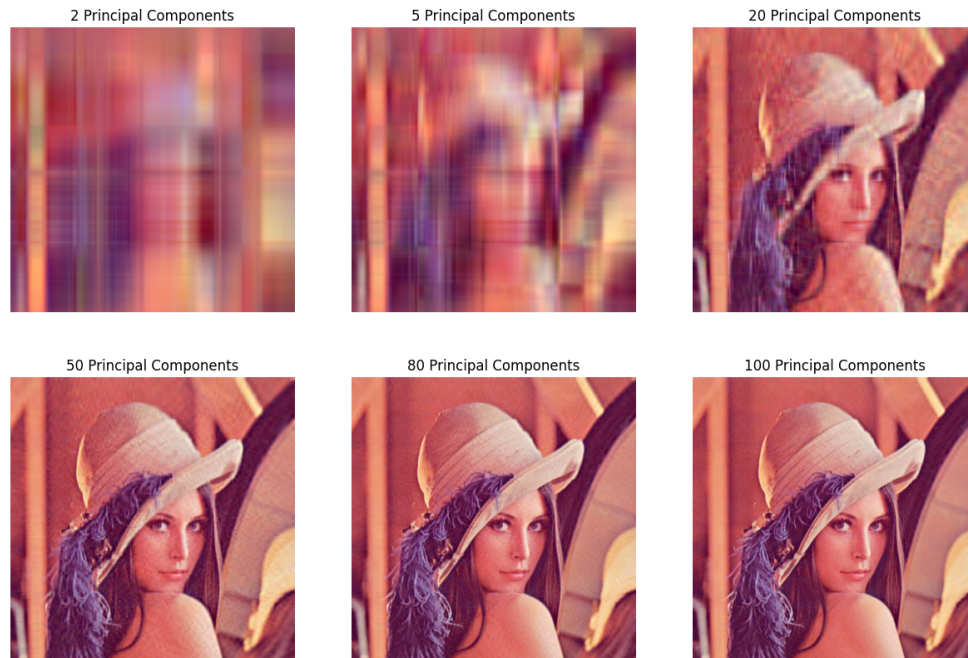 2 Principal Components
5 Principal Components
20 Principal Components
50 Principal Components
80 Principal Components
100 Principal Components